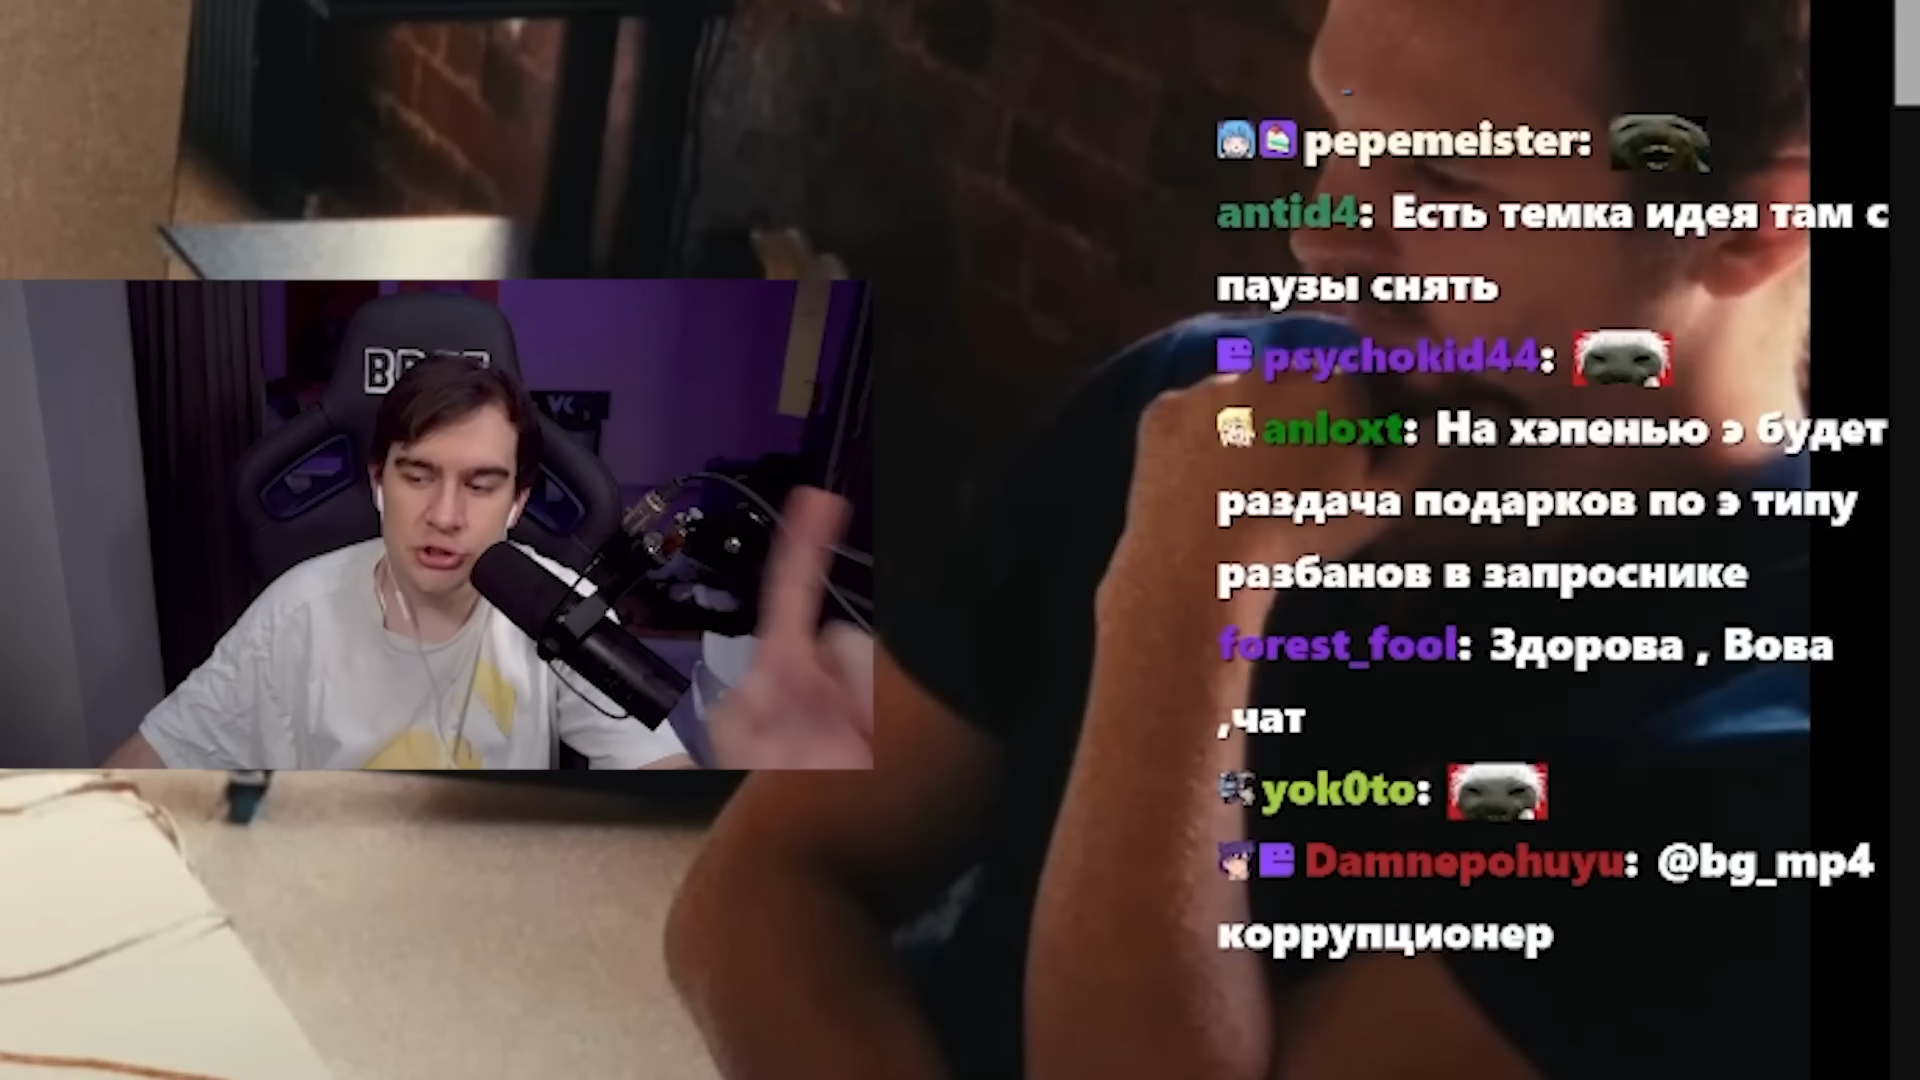 pepemeister:
antid4: Есть темка идея там с
паузы снять
psychokid44:
anloxt: На хэпенью э будет
раздача подарков по э типу
разбанов в запроснике
forest_fool: Здорова , Вова
,чат
yok0to:
Damnepohuyu: @bg_mp4
коррупционер
VK